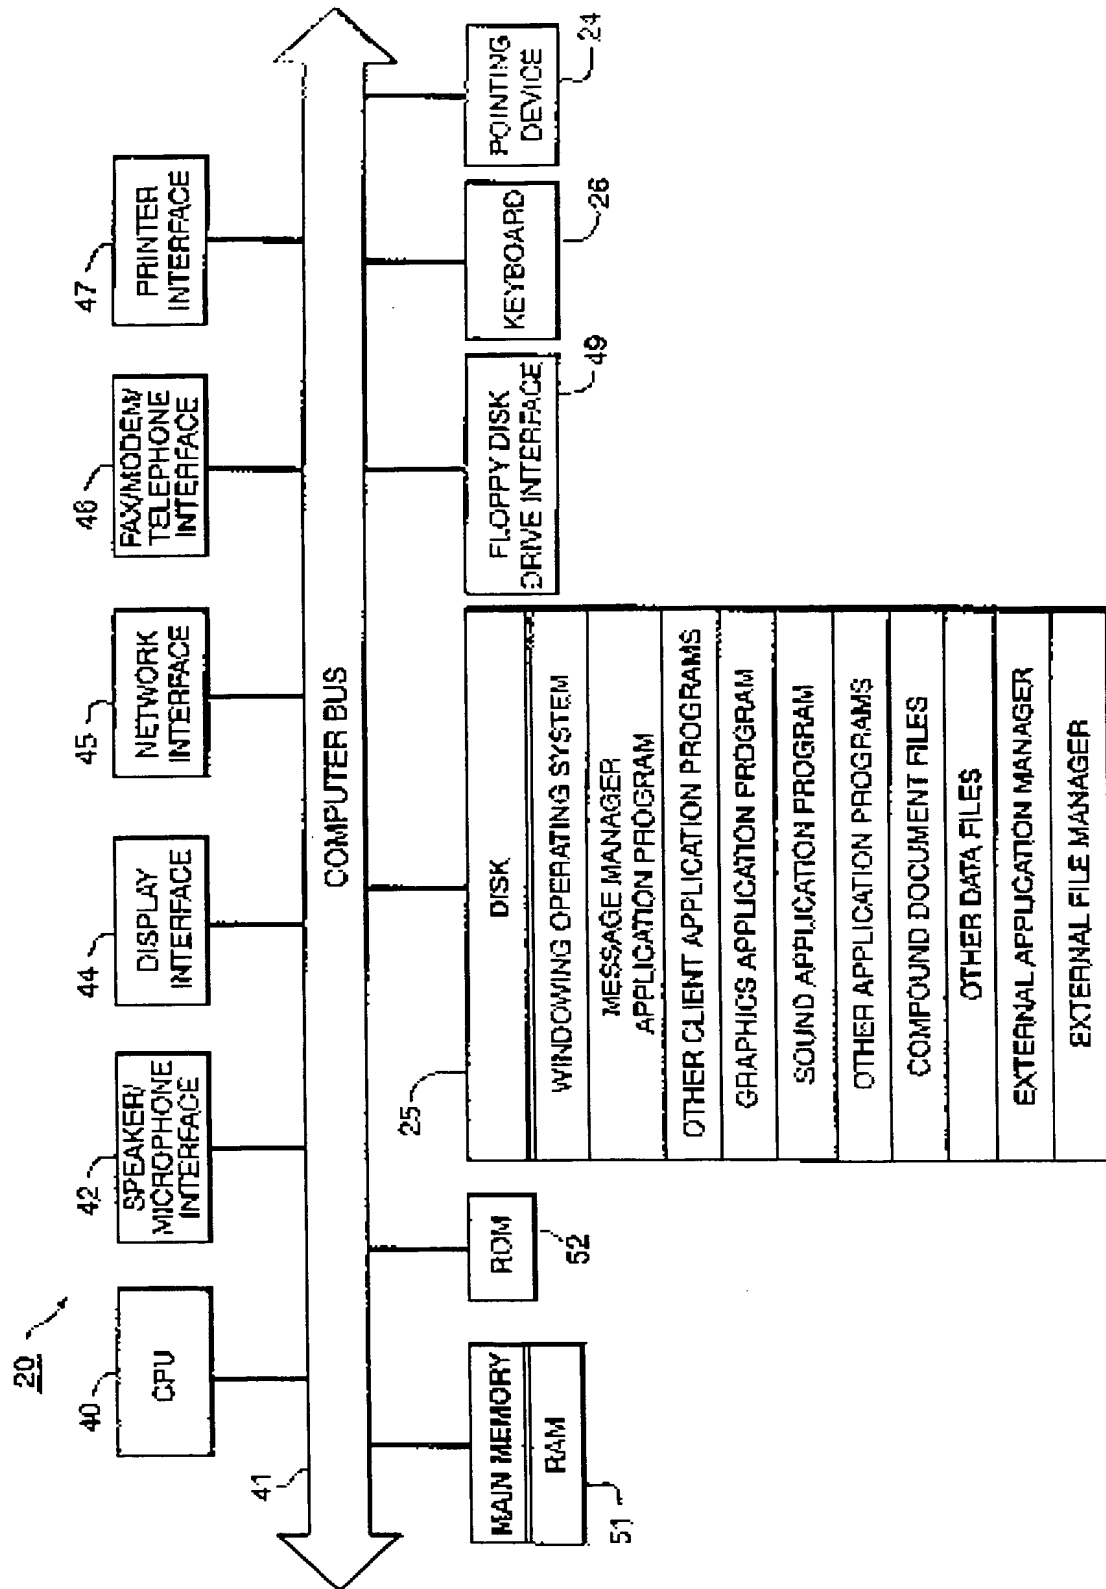 20
40
CPU
42
SPEAKER/
MICROPHONE
INTERFACE
44
DISPLAY
INTERFACE
45
NETWORK
INTERFACE
46
FAX/MODEM/
TELEPHONE
INTERFACE
47
PRINTER
INTERFACE
41
COMPUTER BUS
MAIN MEMORY
RAM
51
ROM
52
25
DISK
WINDOWING OPERATING SYSTEM
MESSAGE MANAGER
APPLICATION PROGRAM
OTHER CLIENT APPLICATION PROGRAMS
GRAPHICS APPLICATION PROGRAM
SOUND APPLICATION PROGRAM
OTHER APPLICATION PROGRAMS
COMPOUND DOCUMENT FILES
OTHER DATA FILES
EXTERNAL APPLICATION MANAGER
EXTERNAL FILE MANAGER
FLOPPY DISK
DRIVE INTERFACE
49
KEYBOARD
26
POINTING
DEVICE
24